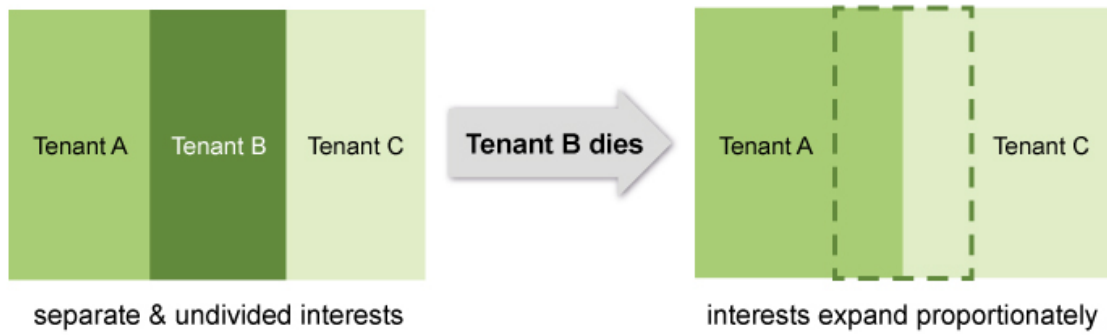 Tenant A
Tenant B
Tenant C
separate & undivided interests
Tenant B dies
Tenant A
Tenant C
interests expand proportionately